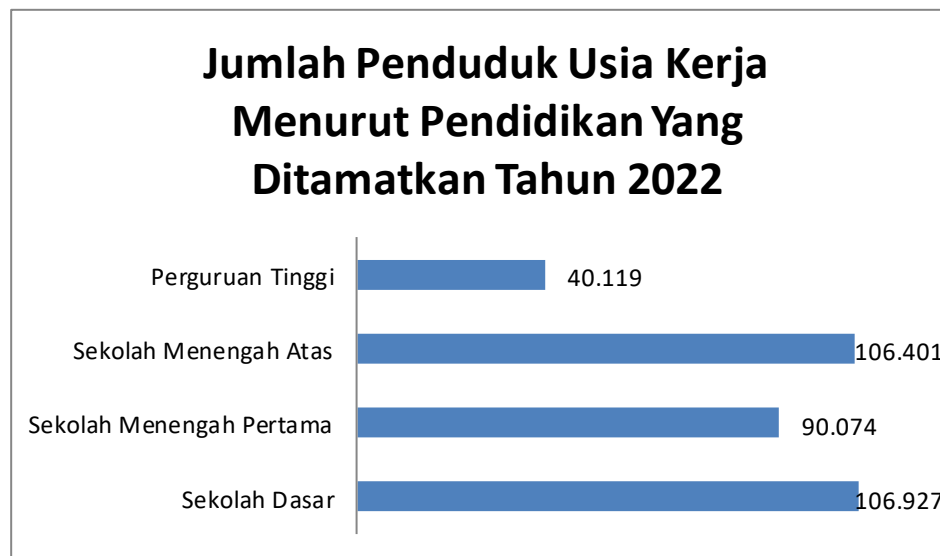 Jumlah Penduduk Usia Kerja
Menurut Pendidikan Yang
Ditamatkan Tahun 2022
Perguruan Tinggi 40.119
Sekolah Menengah Atas 106.401
Sekolah Menengah Pertama 90.074
Sekolah Dasar 106.927